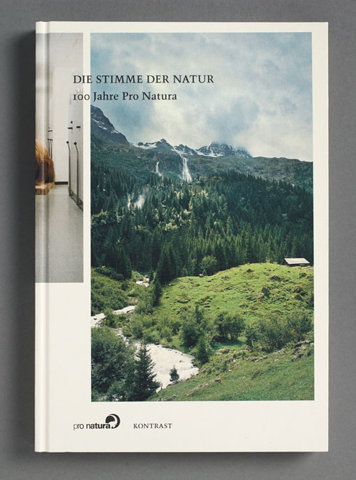 DIE STIMME DER NATUR
100 Jahre Pro Natura
pro natura
KONTRAST